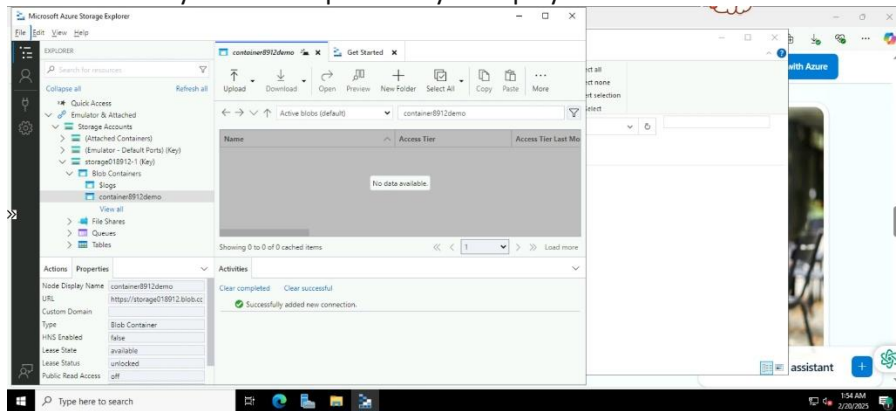 Microsoft Azure Storage Explorer
File Edit View Help
EXPLORER
Search for resources
Collapse all Refresh all
Quick Access
Emulator & Attached
Storage Accounts
(Attached Containers)
(Emulator - Default Ports) (Key)
storage018912-1 (Key)
Blob Containers
$logs
container8912demo
View all
File Shares
Queues
Tables
Actions Properties
Node Display Name container8912demo
URL https://storage018912.blob.cc
Custom Domain
Type Blob Container
HNS Enabled false
Lease State available
Lease Status unlocked
Public Read Access off
container8912demo Get Started
Upload Download Open Preview New Folder Select All Copy Paste More
Active blobs (default) container8912demo
Name Access Tier Access Tier Last Mo
No data available.
Showing 0 to 0 of 0 cached items 1 Load more
Activities
Clear completed Clear successful
Successfully added new connection.
ect all
ect none
ert selection
elect
with Azure
assistant
Type here to search
1:54 AM
2/20/2025